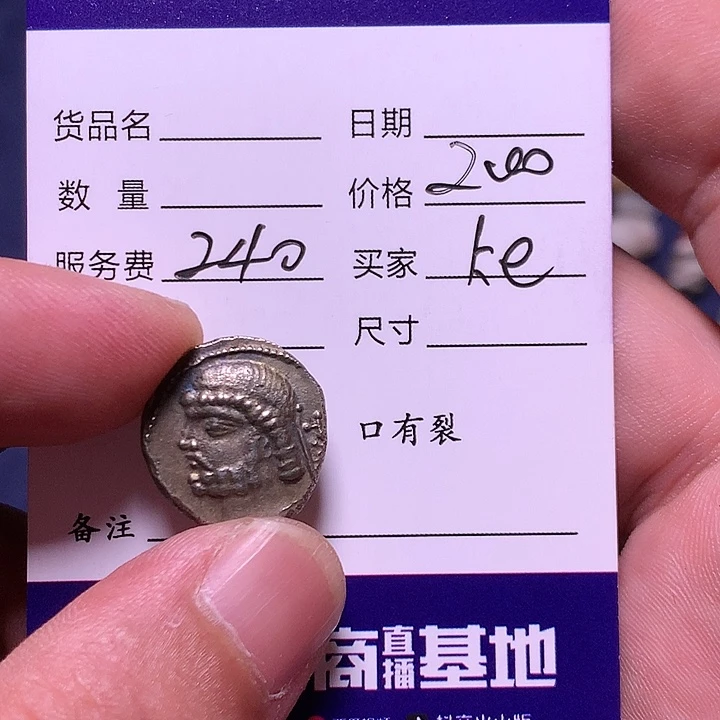 货品名 日期
数 量 价格 200
服务费 240 买家 ke
尺寸
口有裂
备注
商直播基地